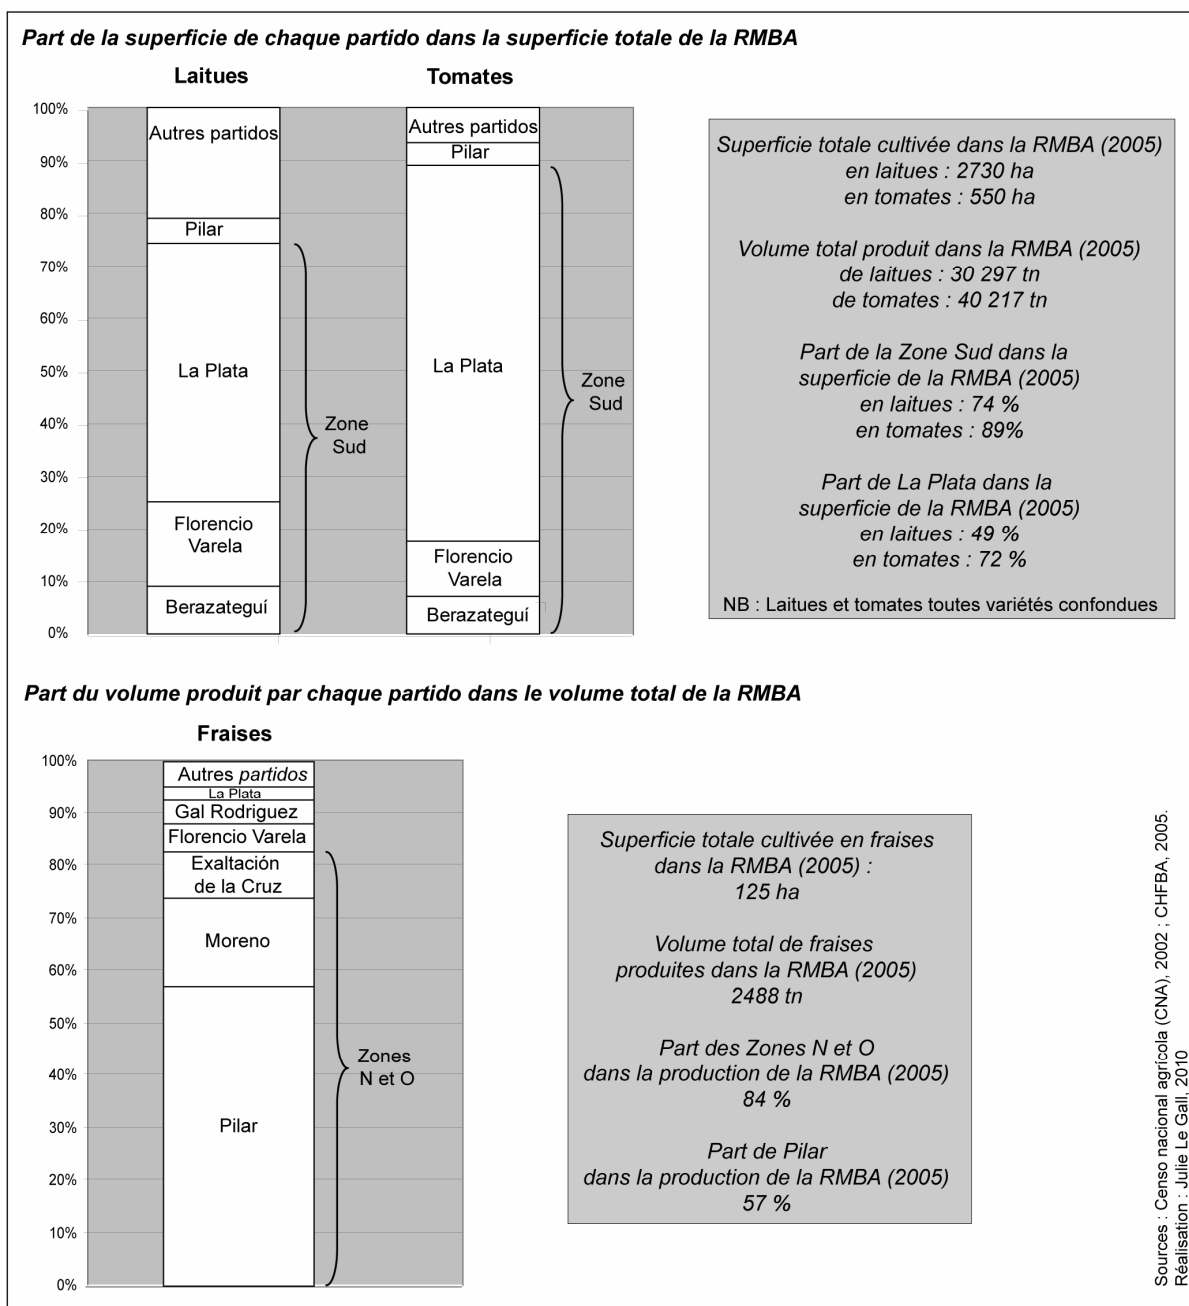 Part de la superficie de chaque partido dans la superficie totale de la RMBA
Laitues
Tomates
100%
90%
80%
70%
60%
50%
40%
30%
20%
10%
0%
Autres partidos
Pilar
La Plata
Florencio
Varela
Berazateguí
Zone
Sud
Autres partidos
Pilar
La Plata
Florencio
Varela
Berazateguí
Zone
Sud
Superficie totale cultivée dans la RMBA (2005)
en laitues : 2730 ha
en tomates : 550 ha
Volume total produit dans la RMBA (2005)
de laitues : 30 297 tn
de tomates : 40 217 tn
Part de la Zone Sud dans la
superficie de la RMBA (2005)
en laitues : 74 %
en tomates : 89%
Part de La Plata dans la
superficie de la RMBA (2005)
en laitues : 49 %
en tomates : 72 %
NB : Laitues et tomates toutes variétés confondues
Part du volume produit par chaque partido dans le volume total de la RMBA
Fraises
100%
90%
80%
70%
60%
50%
40%
30%
20%
10%
0%
Autres partidos
La Plata
Gal Rodriguez
Florencio Varela
Exaltación
de la Cruz
Moreno
Pilar
Zones
N et O
Superficie totale cultivée en fraises
dans la RMBA (2005) :
125 ha
Volume total de fraises
produites dans la RMBA (2005)
2488 tn
Part des Zones N et O
dans la production de la RMBA (2005)
84 %
Part de Pilar
dans la production de la RMBA (2005)
57 %
Sources : Censo nacional agrícola (CNA), 2002 ; CHFBA, 2005.
Réalisation : Julie Le Gall, 2010